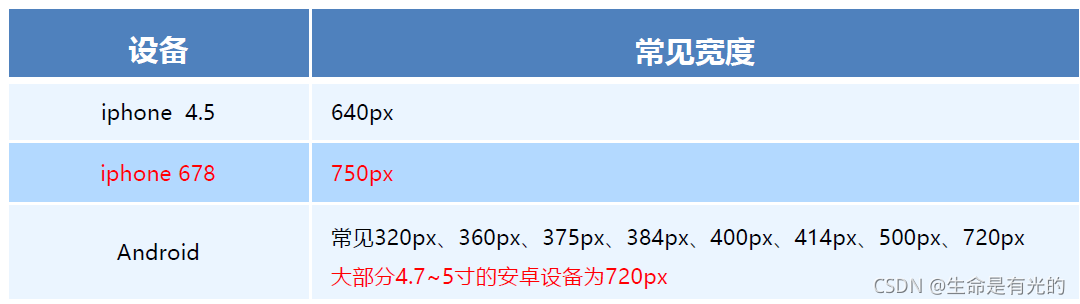 设备 常见宽度
iphone 4.5 640px
iphone 678 750px
Android
常见320px、360px、375px、384px、400px、414px、500px、720px
大部分4.7~5寸的安卓设备为720px
CSDN @生命是有光的